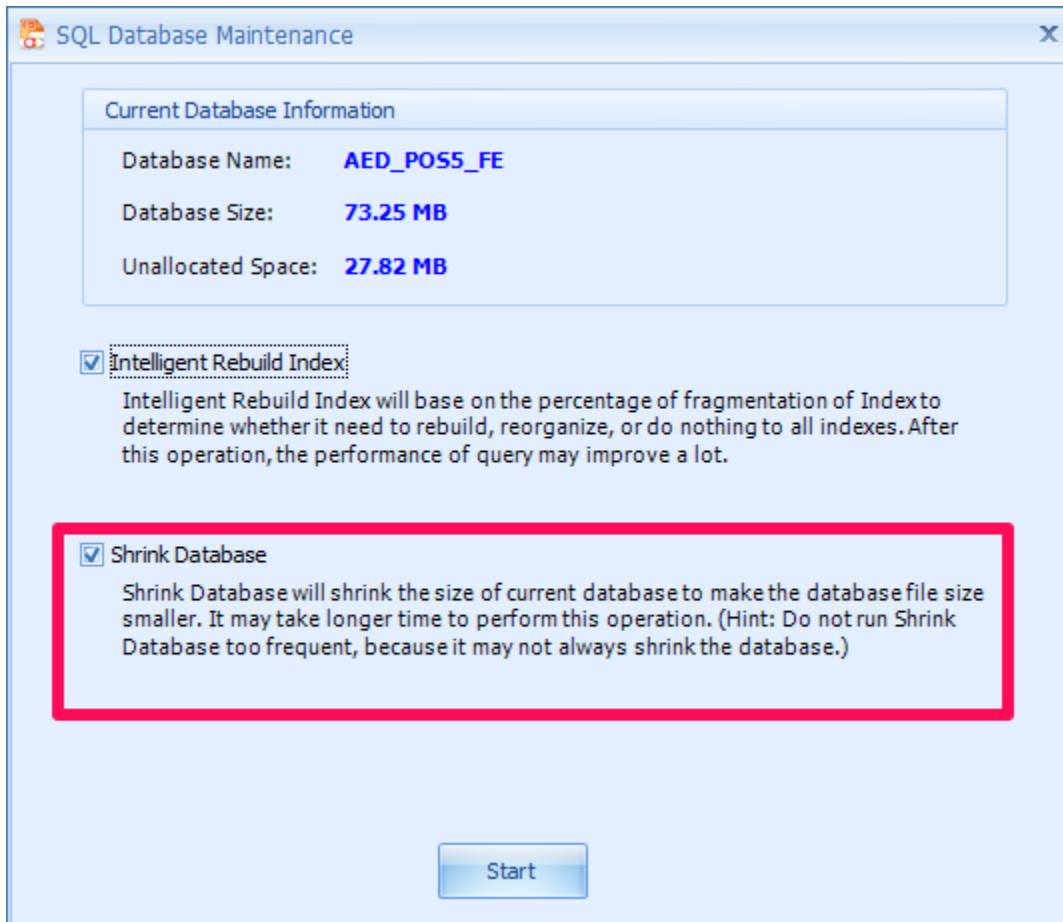 SQL Database Maintenance
x
Current Database Information
Database Name: AED_POS5_FE
Database Size: 73.25 MB
Unallocated Space: 27.82 MB
Intelligent Rebuild Index
Intelligent Rebuild Index will base on the percentage of fragmentation of Index to
determine whether it need to rebuild, reorganize, or do nothing to all indexes. After
this operation, the performance of query may improve a lot.
Shrink Database
Shrink Database will shrink the size of current database to make the database file size
smaller. It may take longer time to perform this operation. (Hint: Do not run Shrink
Database too frequent, because it may not always shrink the database.)
Start